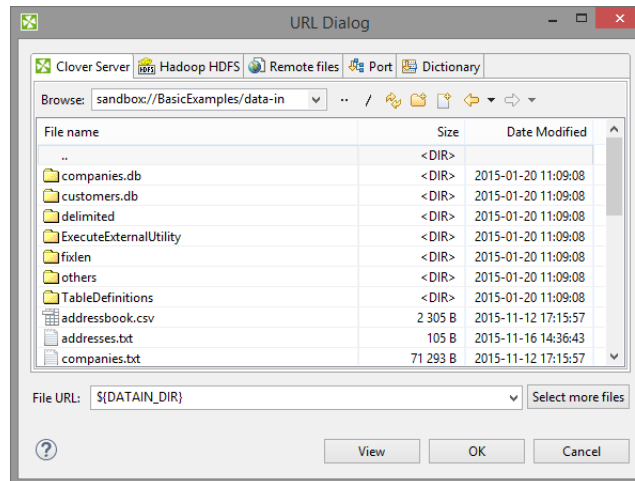 URL Dialog
Clover Server Hadoop HDFS Remote files Port Dictionary
Browse: sandbox://BasicExamples/data-in .. /
File name Size Date Modified
.. <DIR>
companies.db <DIR> 2015-01-20 11:09:08
customers.db <DIR> 2015-01-20 11:09:08
delimited <DIR> 2015-01-20 11:09:08
ExecuteExternalUtility <DIR> 2015-01-20 11:09:08
fixlen <DIR> 2015-01-20 11:09:08
others <DIR> 2015-01-20 11:09:08
TableDefinitions <DIR> 2015-01-20 11:09:08
addressbook.csv 2 305 B 2015-11-12 17:15:57
addresses.txt 105 B 2015-11-16 14:36:43
companies.txt 71 293 B 2015-11-12 17:15:57
File URL: ${DATAIN_DIR} Select more files
View OK Cancel